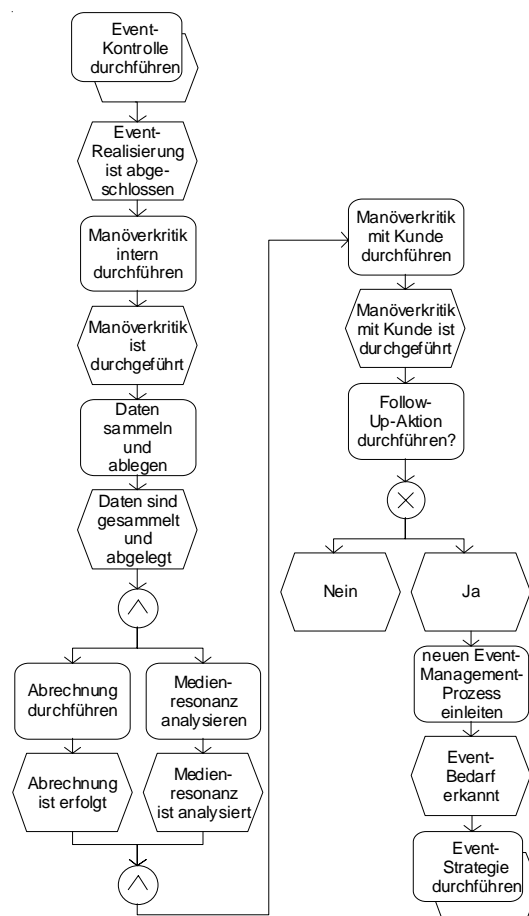 Event-
Kontrolle
durchführen
Event-
Realisierung
ist abge-
schlossen
Manöverkritik
intern
durchführen
Manöverkritik
ist
durchgeführt
Daten
sammeln
und
ablegen
Daten sind
gesammelt
und
abgelegt
Abrechnung
durchführen
Medien-
resonanz
analysieren
Abrechnung
ist erfolgt
Medien-
resonanz
ist analysiert
Manöverkritik
mit Kunde
durchführen
Manöverkritik
mit Kunde ist
durchgeführt
Follow-
Up-Aktion
durchführen?
Nein
Ja
neuen Event-
Management-
Prozess
einleiten
Event-
Bedarf
erkannt
Event-
Strategie
durchführen